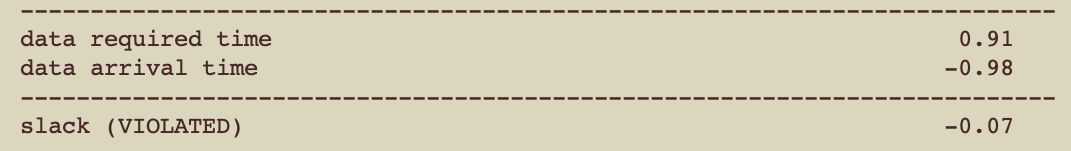 --------------------------------------------------------------------------
data required time                                                 0.91
data arrival time                                                 -0.98
--------------------------------------------------------------------------
slack (VIOLATED)                                                  -0.07